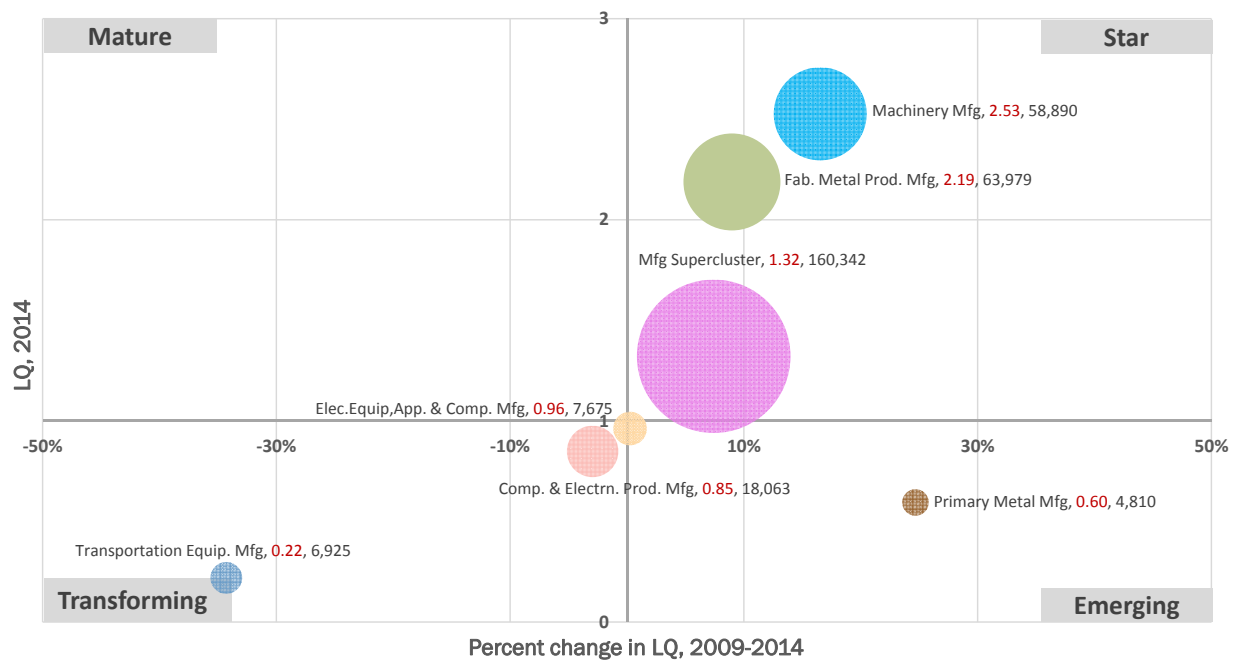 3
Mature
Star
Machinery Mfg, 2.53, 58,890
Fab. Metal Prod. Mfg, 2.19, 63,979
2
Mfg Supercluster, 1.32, 160,342
LQ, 2014
Elec.Equip,App. & Comp. Mfg, 0.96, 7,675
1
-50% -30% -10% 10% 30% 50%
Comp. & Electrn. Prod. Mfg, 0.85, 18,063
Primary Metal Mfg, 0.60, 4,810
Transportation Equip. Mfg, 0.22, 6,925
Transforming
Emerging
0
Percent change in LQ, 2009-2014